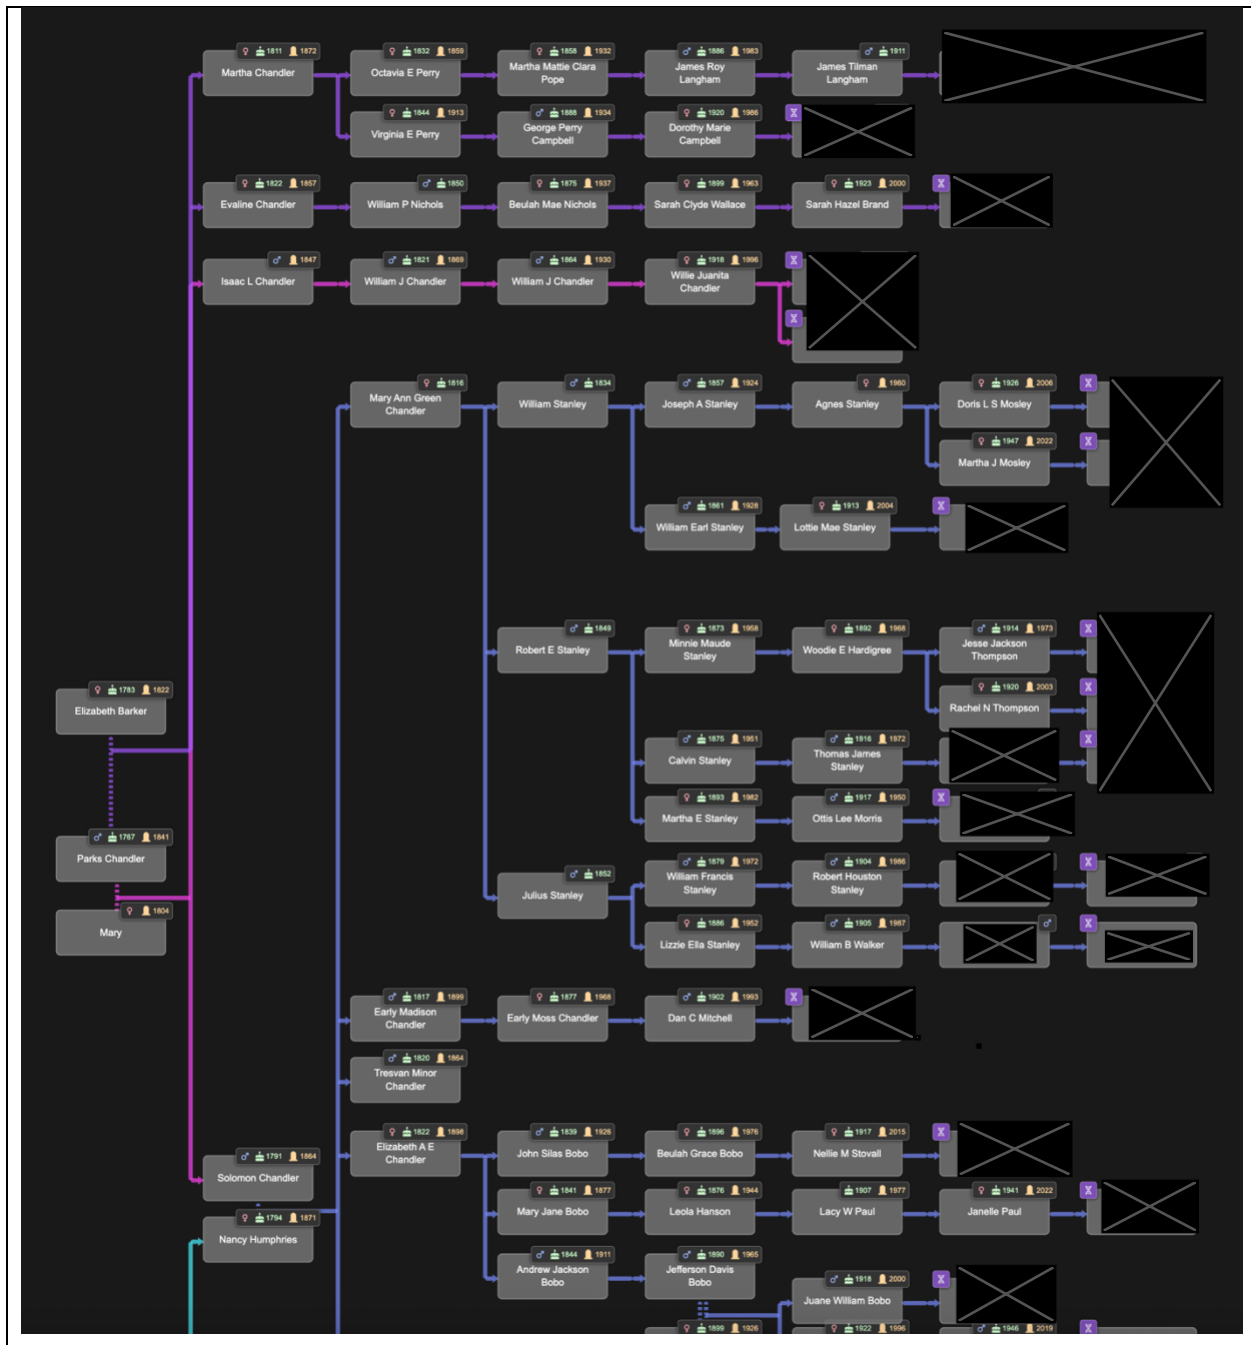 1811 1872
1832 1859
1858 1932
1886 1983
1911
Martha Chandler
Octavia E Perry
Martha Mattie Clara
Pope
James Roy
Langham
James Tilman
Langham
1844 1913
1888 1934
1920 1986
Virginia E Perry
George Perry
Campbell
Dorothy Marie
Campbell
1822 1857
1850
1875 1937
1899 1963
1923 2000
Evaline Chandler
William P Nichols
Beulah Mae Nichols
Sarah Clyde Wallace
Sarah Hazel Brand
1847
1821 1869
1864 1930
1918 1996
Isaac L Chandler
William J Chandler
William J Chandler
Willie Juanita
Chandler
1816
1834
1857 1924
1960
1926 2006
Mary Ann Green
Chandler
William Stanley
Joseph A Stanley
Agnes Stanley
Doris L S Mosley
1947 2022
Martha J Mosley
1861 1928
1913 2004
William Earl Stanley
Lottie Mae Stanley
1849
1873 1958
1892 1968
1914 1973
Robert E Stanley
Minnie Maude
Stanley
Woodie E Hardigree
Jesse Jackson
Thompson
1783 1822
1920 2003
Elizabeth Barker
Rachel N Thompson
1875 1951
1916 1972
Calvin Stanley
Thomas James
Stanley
1893 1982
1917 1950
Martha E Stanley
Ottis Lee Morris
1767 1841
Parks Chandler
1852
1879 1972
1904 1986
Julius Stanley
William Francis
Stanley
Robert Houston
Stanley
1804
1886 1952
1905 1987
Mary
Lizzie Ella Stanley
William B Walker
1817 1899
1877 1968
1902 1993
Early Madison
Chandler
Early Moss Chandler
Dan C Mitchell
1820 1864
Tresvan Minor
Chandler
1822 1898
1839 1926
1896 1976
1917 2015
Elizabeth A E
Chandler
John Silas Bobo
Beulah Grace Bobo
Nellie M Stovall
1791 1864
Solomon Chandler
1841 1877
1876 1944
1907 1977
1941 2022
Mary Jane Bobo
Leola Hanson
Lacy W Paul
Janelle Paul
1794 1871
Nancy Humphries
1844 1911
1890 1965
Andrew Jackson
Bobo
Jefferson Davis
Bobo
1918 2000
Juane William Bobo
1899 1926
1922 1996
1946 2019